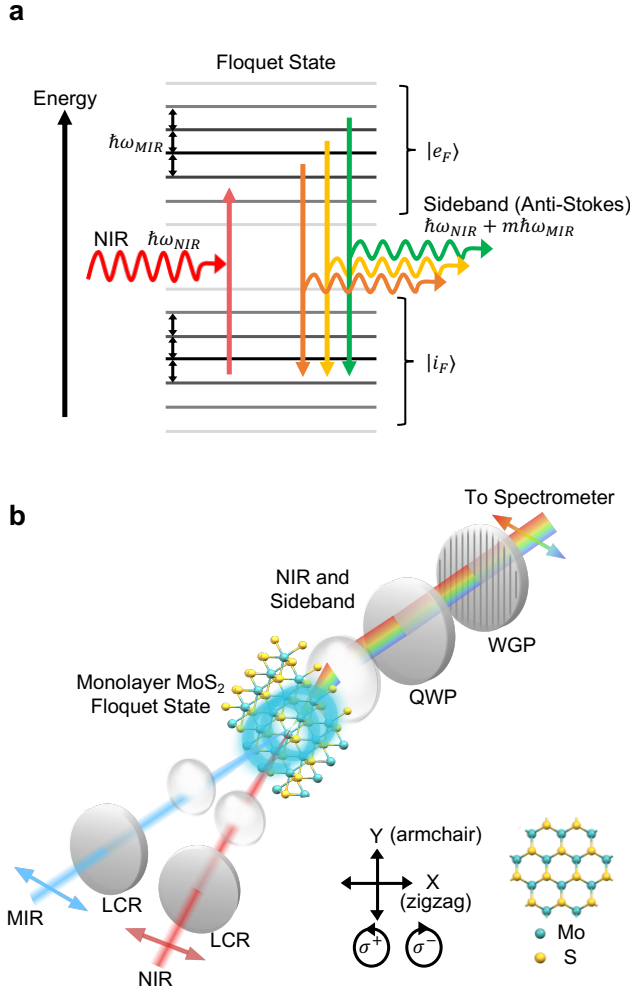 a
Floquet State
Energy
ℏω_MIR
|e_F⟩
Sideband (Anti-Stokes)
ℏω_NIR + mℏω_MIR
NIR
ℏω_NIR
|i_F⟩
b
To Spectrometer
NIR and
Sideband
WGP
QWP
Monolayer MoS₂
Floquet State
LCR
MIR
LCR
NIR
Y (armchair)
X
(zigzag)
σ⁺
σ⁻
Mo
S